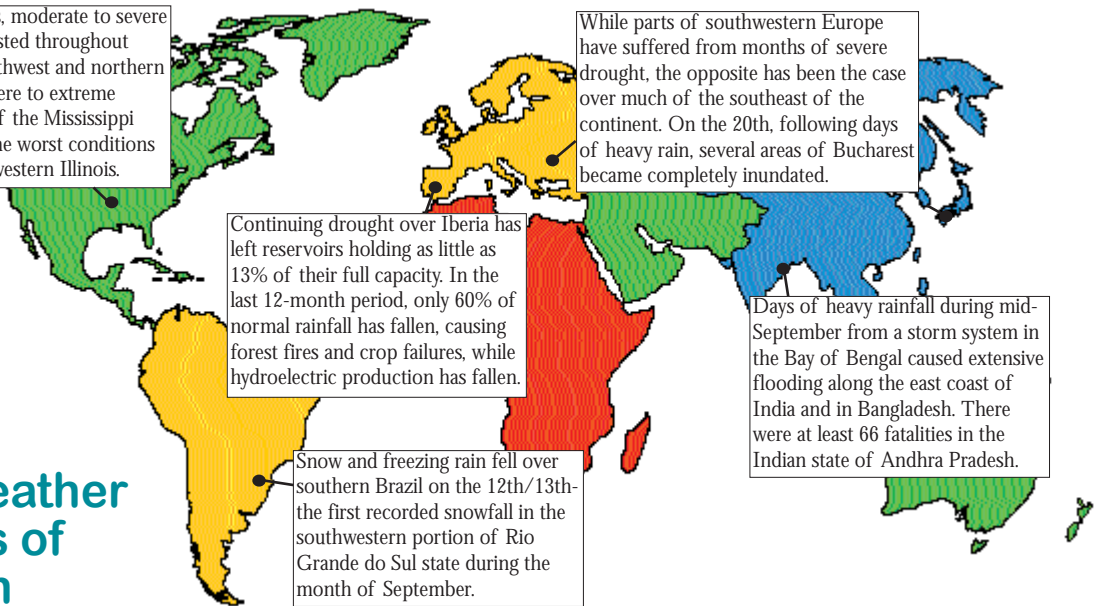 s, moderate to severe
sted throughout
thwest and northern
ere to extreme
f the Mississippi
ne worst conditions
western Illinois.
While parts of southwestern Europe
have suffered from months of severe
drought, the opposite has been the case
over much of the southeast of the
continent. On the 20th, following days
of heavy rain, several areas of Bucharest
became completely inundated.
Continuing drought over Iberia has
left reservoirs holding as little as
13% of their full capacity. In the
last 12-month period, only 60% of
normal rainfall has fallen, causing
forest fires and crop failures, while
hydroelectric production has fallen.
Days of heavy rainfall during mid-
September from a storm system in
the Bay of Bengal caused extensive
flooding along the east coast of
India and in Bangladesh. There
were at least 66 fatalities in the
Indian state of Andhra Pradesh.
Snow and freezing rain fell over
southern Brazil on the 12th/13th-
the first recorded snowfall in the
southwestern portion of Rio
Grande do Sul state during the
month of September.
eather
s of
n